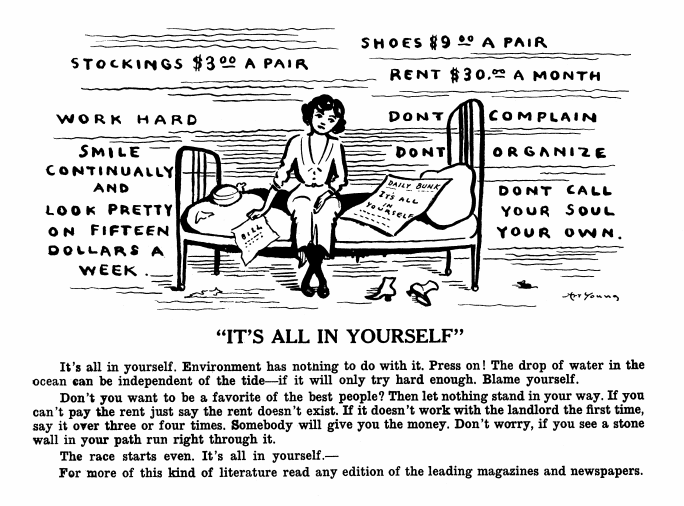 SHOES $9 00 A PAIR
STOCKINGS $3 00 A PAIR
RENT $30.00 A MONTH
WORK HARD
DONT COMPLAIN
SMILE
CONTINUALLY
AND
LOOK PRETTY
ON FIFTEEN
DOLLARS A
WEEK.
DONT ORGANIZE
DONT CALL
YOUR SOUL
YOUR OWN.
DAILY BUNK
IT'S ALL
IN
YOURSELF
BILL
Art Young
"IT'S ALL IN YOURSELF"
It's all in yourself. Environment has notning to do with it. Press on! The drop of water in the
ocean can be independent of the tide—if it will only try hard enough. Blame yourself.
Don't you want to be a favorite of the best people? Then let nothing stand in your way. If you
can't pay the rent just say the rent doesn't exist. If it doesn't work with the landlord the first time,
say it over three or four times. Somebody will give you the money. Don't worry, if you see a stone
wall in your path run right through it.
The race starts even. It's all in yourself.—
For more of this kind of literature read any edition of the leading magazines and newspapers.